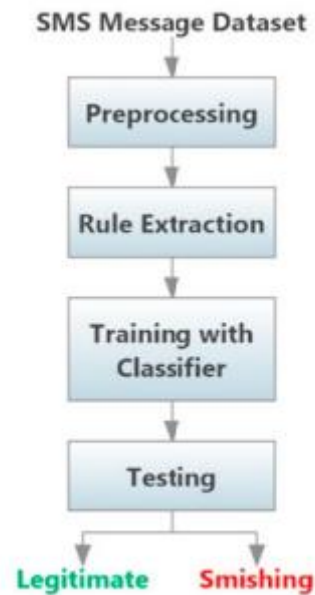 SMS Message Dataset
Preprocessing
Rule Extraction
Training with
Classifier
Testing
Legitimate
Smishing